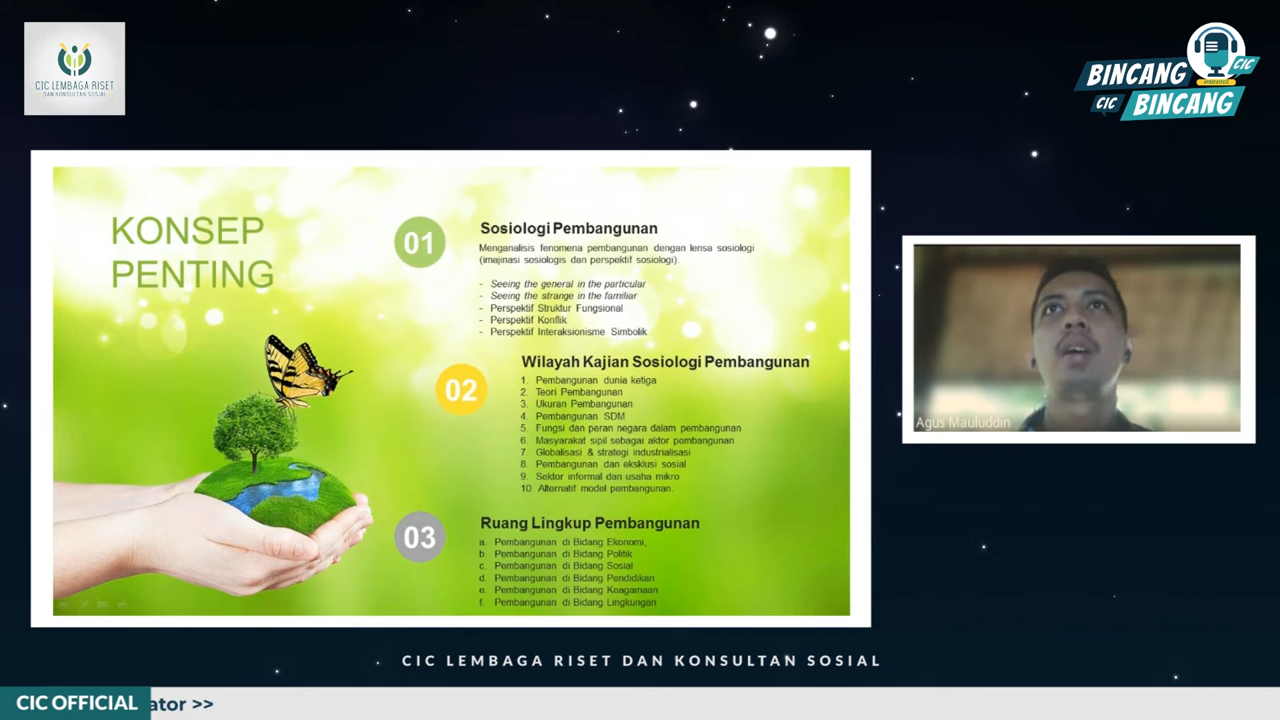 CIC LEMBAGA RISET
DAN KONSULTAN SOSIAL
BINCANG
CIC
CIC BINCANG
KONSEP
PENTING
01
Sosiologi Pembangunan
Menganalisis fenomena pembangunan dengan lensa sosiologi
(imajinasi sosiologis dan perspektif sosiologi).
- Seeing the general in the particular
- Seeing the strange in the familiar
- Perspektif Struktur Fungsional
- Perspektif Konflik
- Perspektif Interaksionisme Simbolik
02
Wilayah Kajian Sosiologi Pembangunan
1. Pembangunan dunia ketiga
2. Teori Pembangunan
3. Ukuran Pembangunan
4. Pembangunan SDM
5. Fungsi dan peran negara dalam pembangunan
6. Masyarakat sipil sebagai aktor pembangunan
7. Globalisasi & strategi industrialisasi
8. Pembangunan dan eksklusi sosial
9. Sektor informal dan usaha mikro
10. Alternatif model pembangunan.
03
Ruang Lingkup Pembangunan
a. Pembangunan di Bidang Ekonomi,
b. Pembangunan di Bidang Politik
c. Pembangunan di Bidang Sosial
d. Pembangunan di Bidang Pendidikan
e. Pembangunan di Bidang Keagamaan
f. Pembangunan di Bidang Lingkungan
Agus Mauluddin
CIC LEMBAGA RISET DAN KONSULTAN SOSIAL
CIC OFFICIAL
ator >>